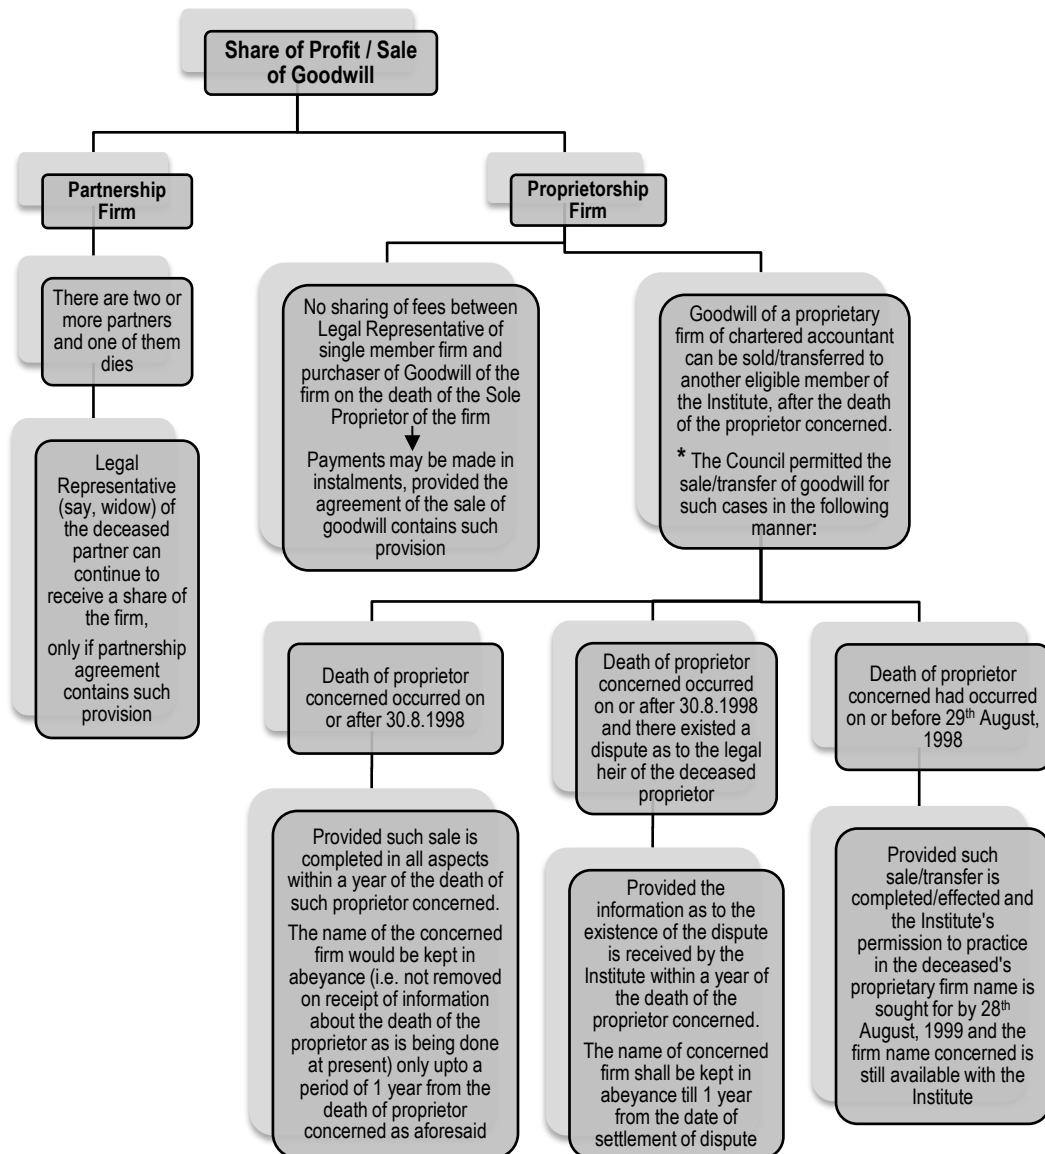 Share of Profit / Sale
of Goodwill
Partnership
Firm
Proprietorship
Firm
There are two or
more partners
and one of them
dies
Legal
Representative
(say, widow) of
the deceased
partner can
continue to
receive a share of
the firm,
only if partnership
agreement
contains such
provision
No sharing of fees between
Legal Representative of
single member firm and
purchaser of Goodwill of the
firm on the death of the Sole
Proprietor of the firm
Payments may be made in
instalments, provided the
agreement of the sale of
goodwill contains such
provision
Goodwill of a proprietary
firm of chartered accountant
can be sold/transferred to
another eligible member of
the Institute, after the death
of the proprietor concerned.
* The Council permitted the
sale/transfer of goodwill for
such cases in the following
manner:
Death of proprietor
concerned occurred on
or after 30.8.1998
Provided such sale is
completed in all aspects
within a year of the death of
such proprietor concerned.
The name of the concerned
firm would be kept in
abeyance (i.e. not removed
on receipt of information
about the death of the
proprietor as is being done
at present) only upto a
period of 1 year from the
death of proprietor
concerned as aforesaid
Death of proprietor
concerned occurred
on or after 30.8.1998
and there existed a
dispute as to the legal
heir of the deceased
proprietor
Provided the
information as to the
existence of the dispute
is received by the
Institute within a year of
the death of the
proprietor concerned.
The name of concerned
firm shall be kept in
abeyance till 1 year
from the date of
settlement of dispute
Death of proprietor
concerned had occurred
on or before 29th August,
1998
Provided such
sale/transfer is
completed/effected and
the Institute's
permission to practice
in the deceased's
proprietary firm name is
sought for by 28th
August, 1999 and the
firm name concerned is
still available with the
Institute